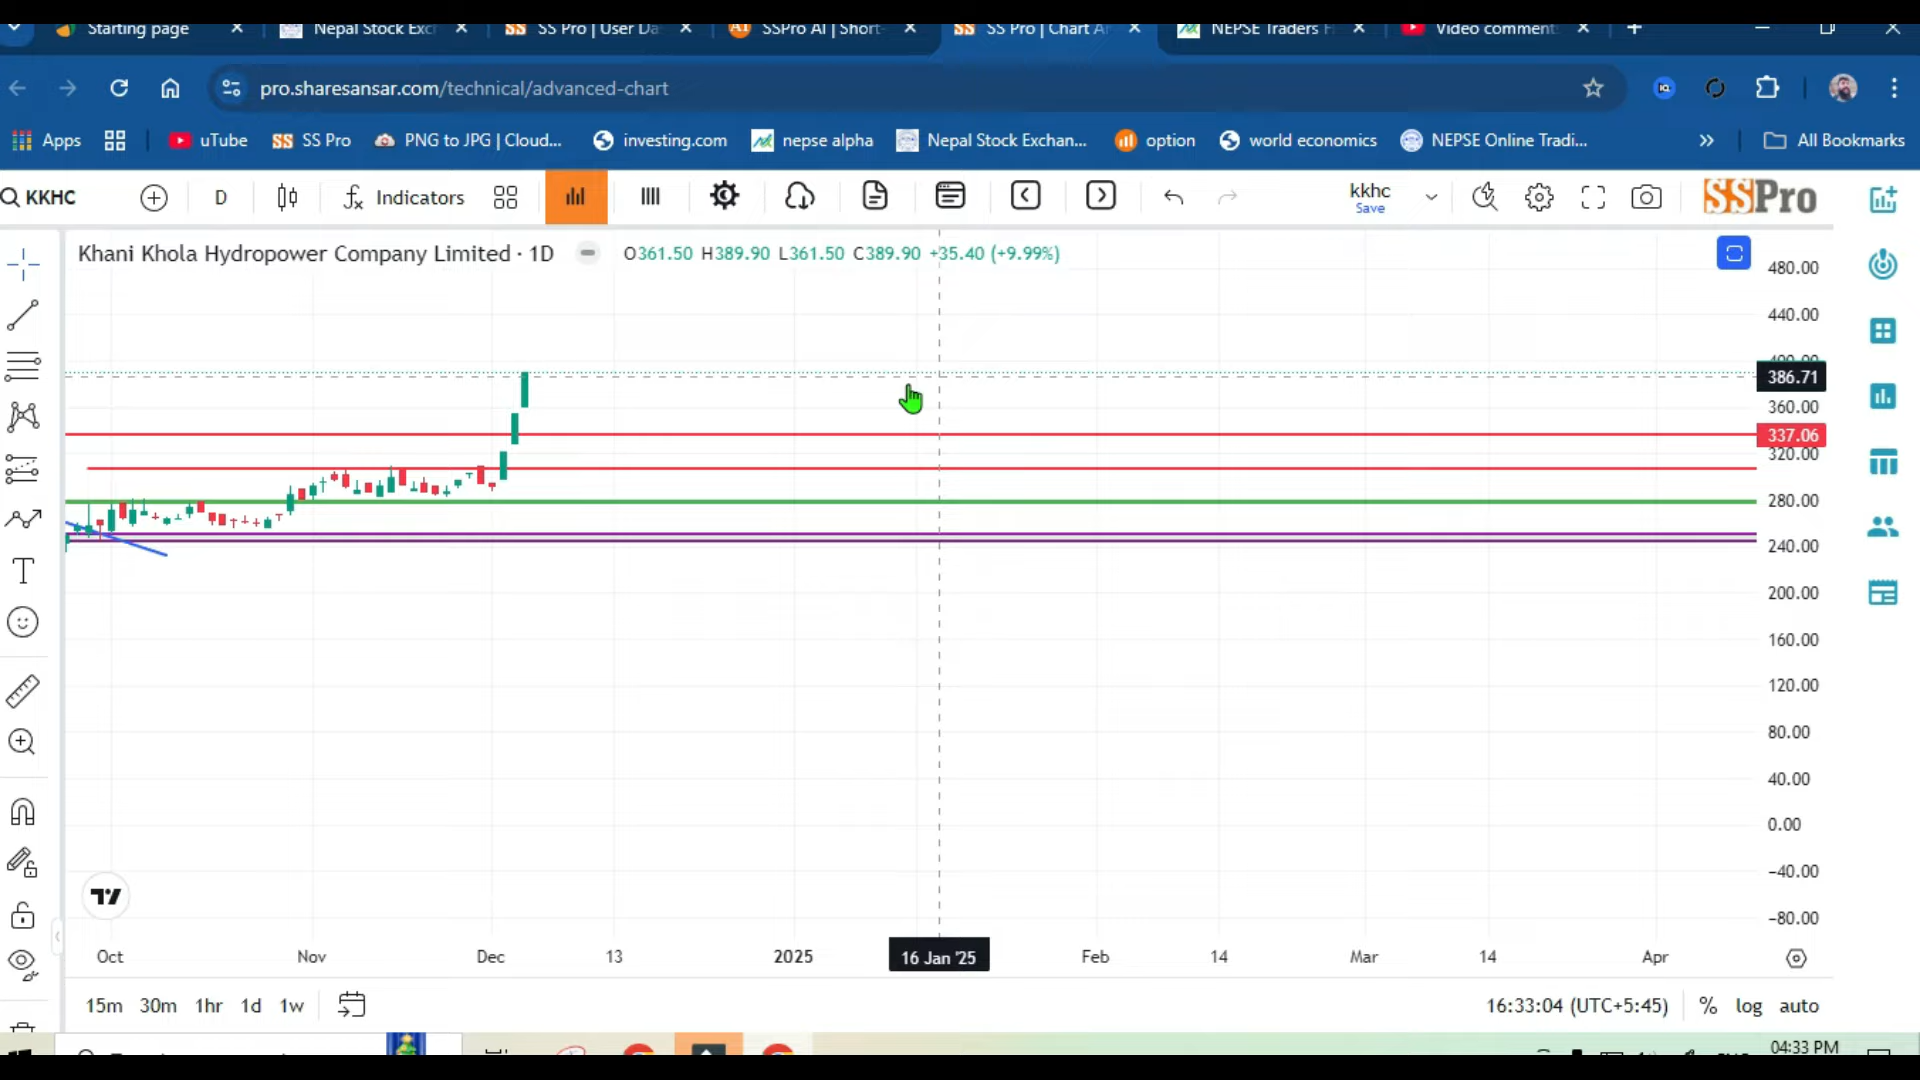 Starting page
Nepal Stock Exc
SS Pro | User Da
SSPro AI | Short-
SS Pro | Chart A
NEPSE Traders
Video comment
pro.sharesansar.com/technical/advanced-chart
Apps
uTube
SS Pro
PNG to JPG | Cloud...
investing.com
nepse alpha
Nepal Stock Exchan...
option
world economics
NEPSE Online Tradi...
All Bookmarks
KKHC
D
Indicators
kkhc
Save
SSPro
Khani Khola Hydropower Company Limited · 1D
O361.50 H389.90 L361.50 C389.90 +35.40 (+9.99%)
480.00
440.00
386.71
360.00
337.06
320.00
280.00
240.00
200.00
160.00
120.00
80.00
40.00
0.00
−40.00
−80.00
Oct
Nov
Dec
13
2025
16 Jan '25
Feb
14
Mar
14
Apr
15m 30m 1hr 1d 1w
16:33:04 (UTC+5:45)
% log auto
04:33 PM